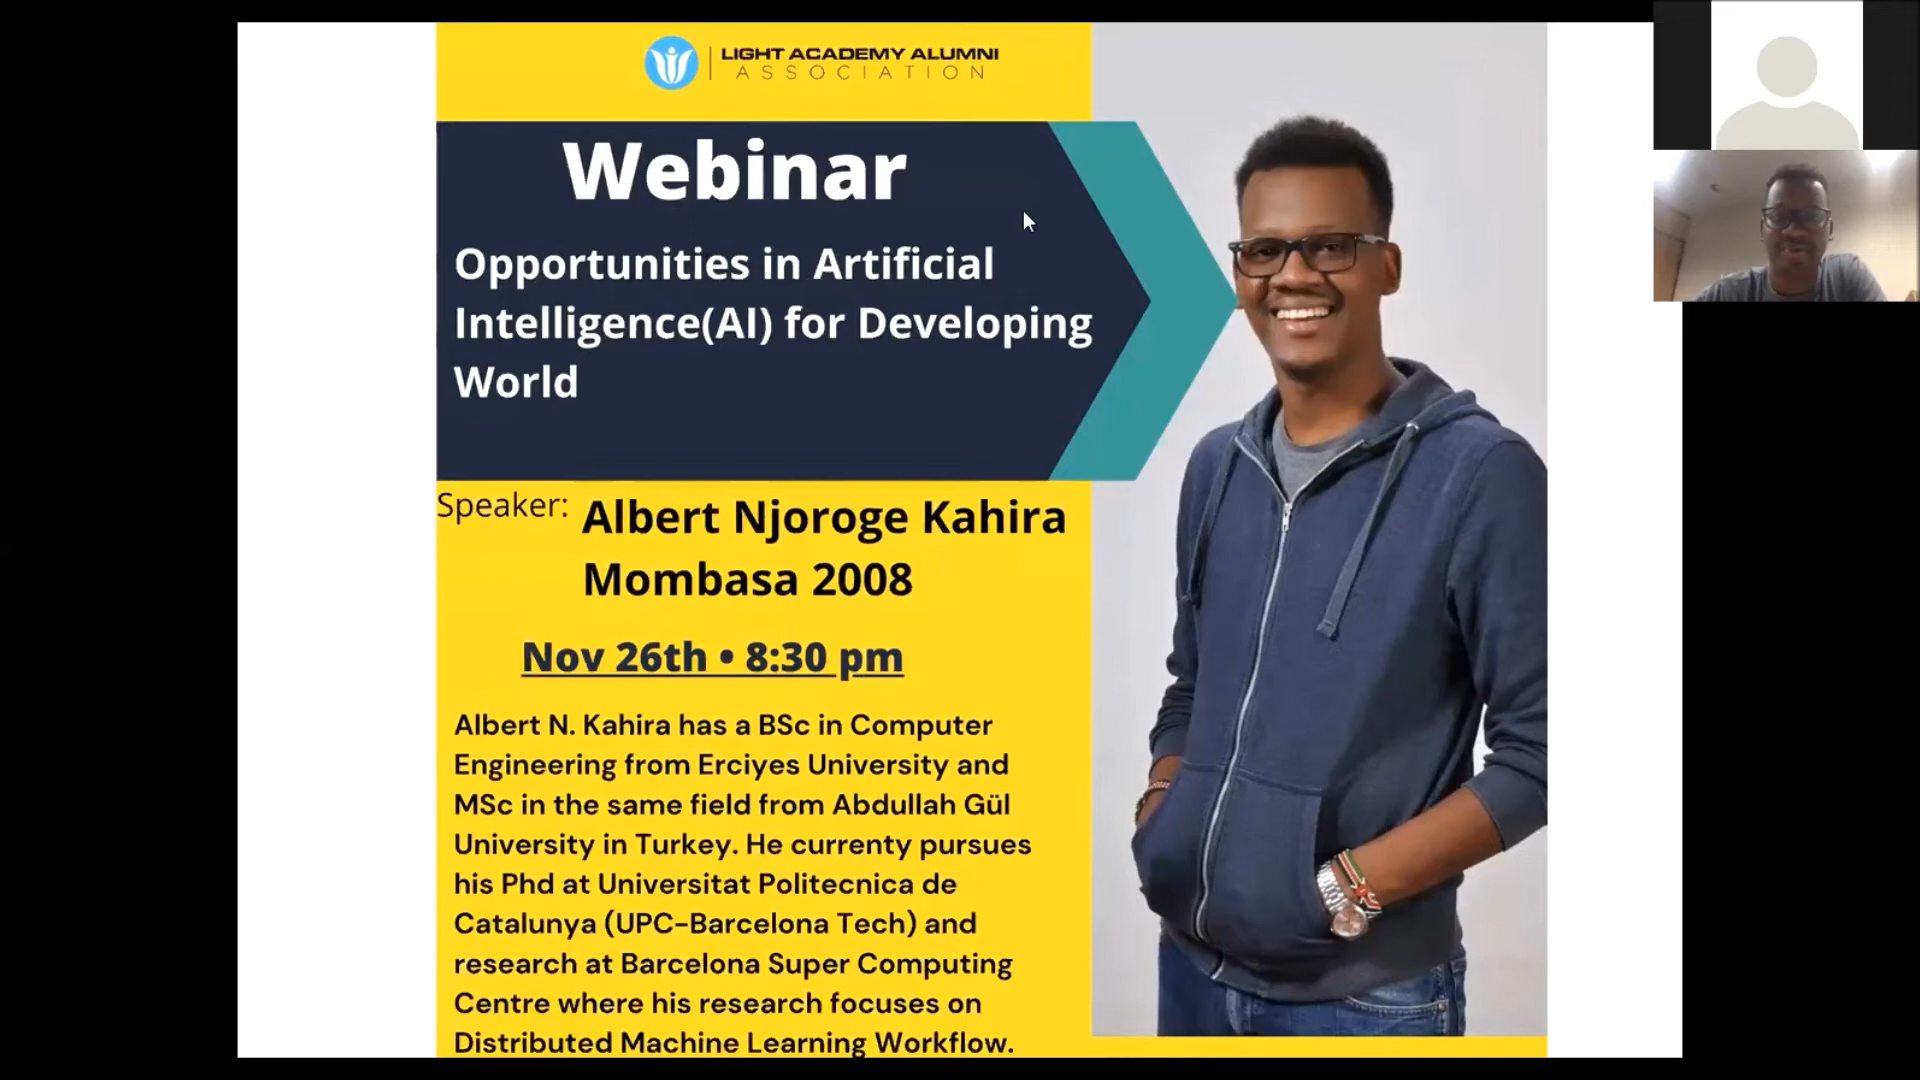 LIGHT ACADEMY ALUMNI
ASSOCIATION
Webinar
Opportunities in Artificial
Intelligence(AI) for Developing
World
Speaker: Albert Njoroge Kahira
Mombasa 2008
Nov 26th • 8:30 pm
Albert N. Kahira has a BSc in Computer
Engineering from Erciyes University and
MSc in the same field from Abdullah Gül
University in Turkey. He currenty pursues
his Phd at Universitat Politecnica de
Catalunya (UPC-Barcelona Tech) and
research at Barcelona Super Computing
Centre where his research focuses on
Distributed Machine Learning Workflow.